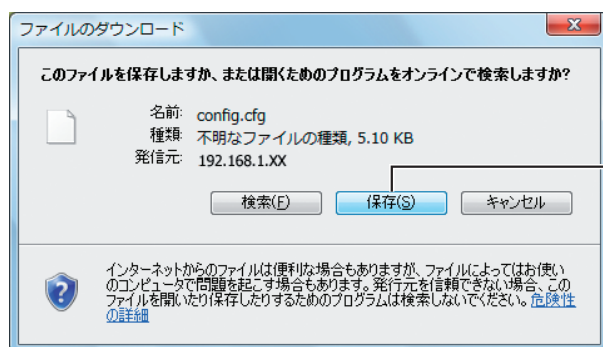 ファイルのダウンロード
このファイルを保存しますか、または開くためのプログラムをオンラインで検索しますか?
名前: config.cfg
種類: 不明なファイルの種類, 5.10 KB
発信元: 192.168.1.XX
検索(F) 保存(S) キャンセル
インターネットからのファイルは便利な場合もありますが、ファイルによってはお使い
のコンピュータで問題を起こす場合もあります。発行元を信頼できない場合、この
ファイルを開いたり保存したりするためのプログラムは検索しないでください。危険性
の詳細